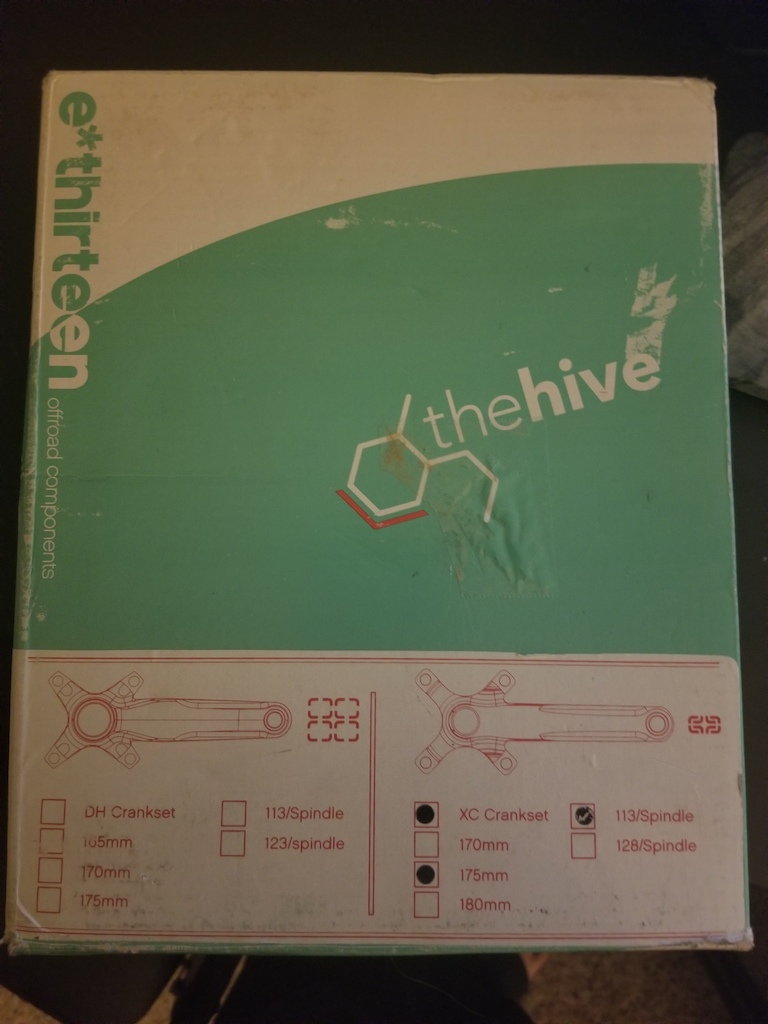 e*thirteen
offroad components
thehive
DH Crankset
165mm
170mm
175mm
113/Spindle
123/spindle
XC Crankset
170mm
175mm
180mm
113/Spindle
128/Spindle